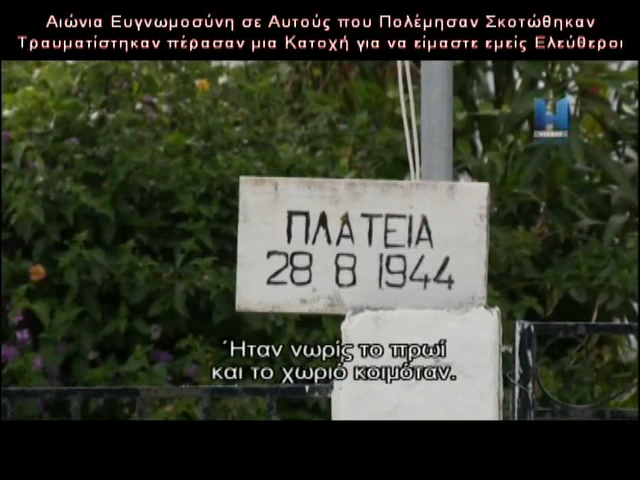 Αιώνια Ευγνωμοσύνη σε Αυτούς που Πολέμησαν Σκοτώθηκαν
Τραυματίστηκαν πέρασαν μια Κατοχή για να είμαστε εμείς Ελεύθεροι
H
ΠΛΑΤΕΙΑ
28 8 1944
Ήταν νωρίς το πρωί
και το χωριό κοιμόταν.